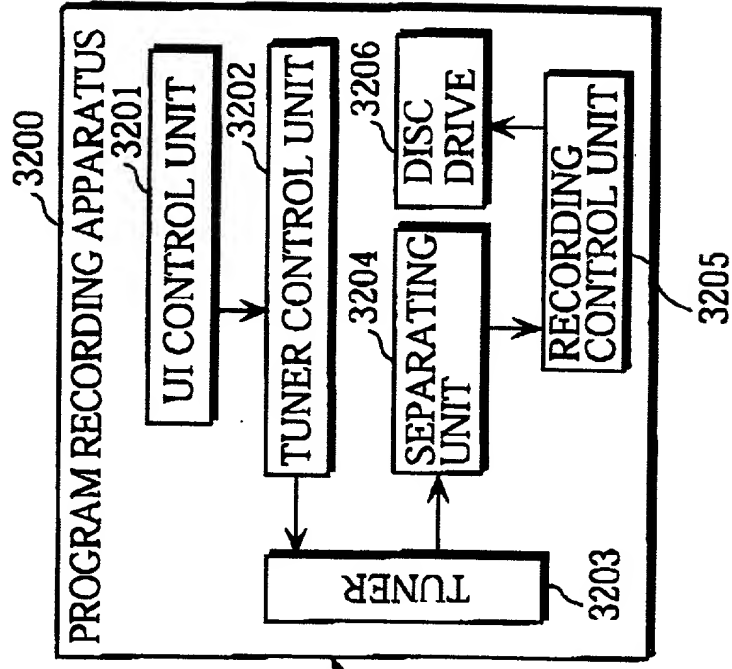 3200
PROGRAM RECORDING APPARATUS
3201
UI CONTROL UNIT
3202
TUNER CONTROL UNIT
TUNER
3203
3204
SEPARATING
UNIT
3206
DISC
DRIVE
RECORDING
CONTROL UNIT
3205